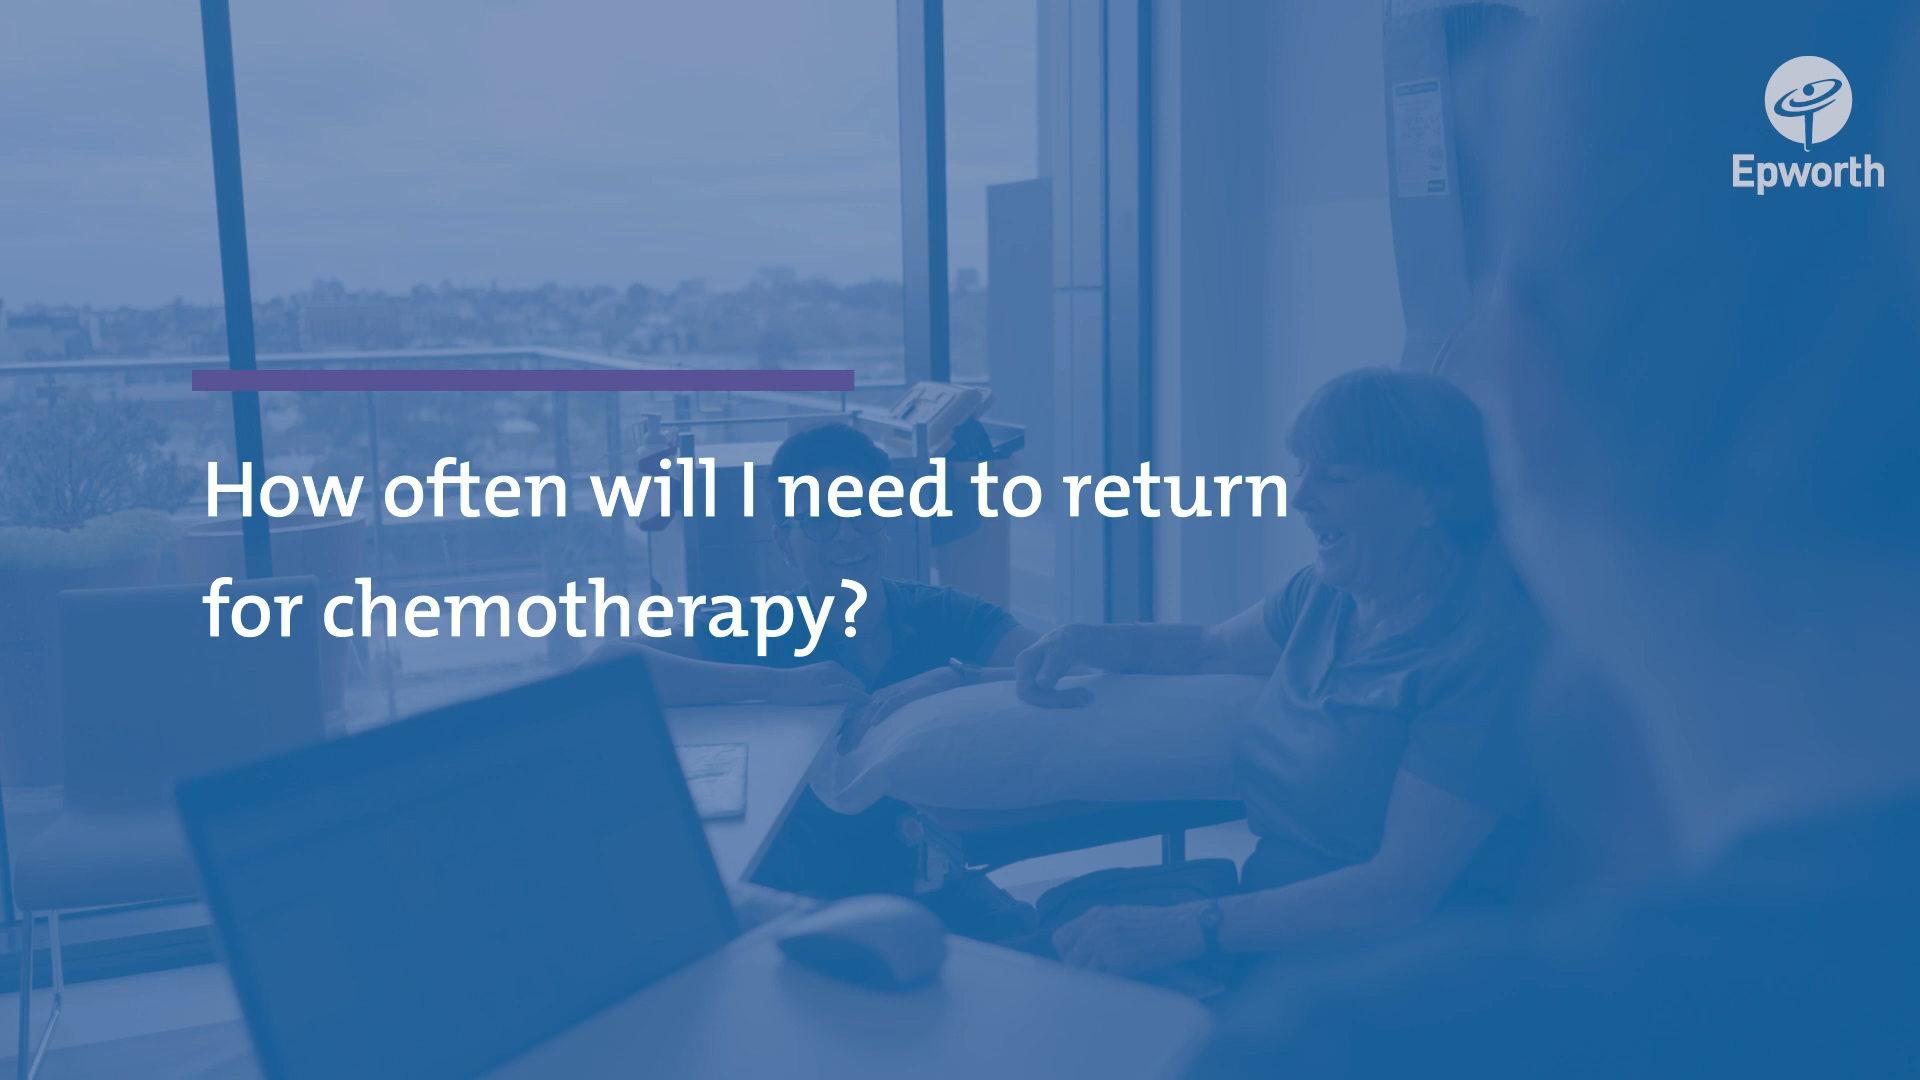 Epworth
How often will I need to return
for chemotherapy?